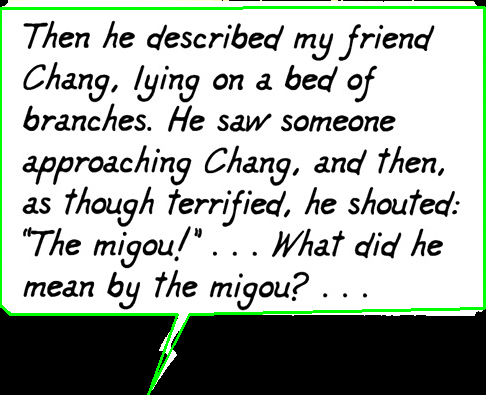 Then he described my friend
Chang, lying on a bed of
branches. He saw someone
approaching Chang, and then,
as though terrified, he shouted:
"The migou!" . . . What did he
mean by the migou? . . .